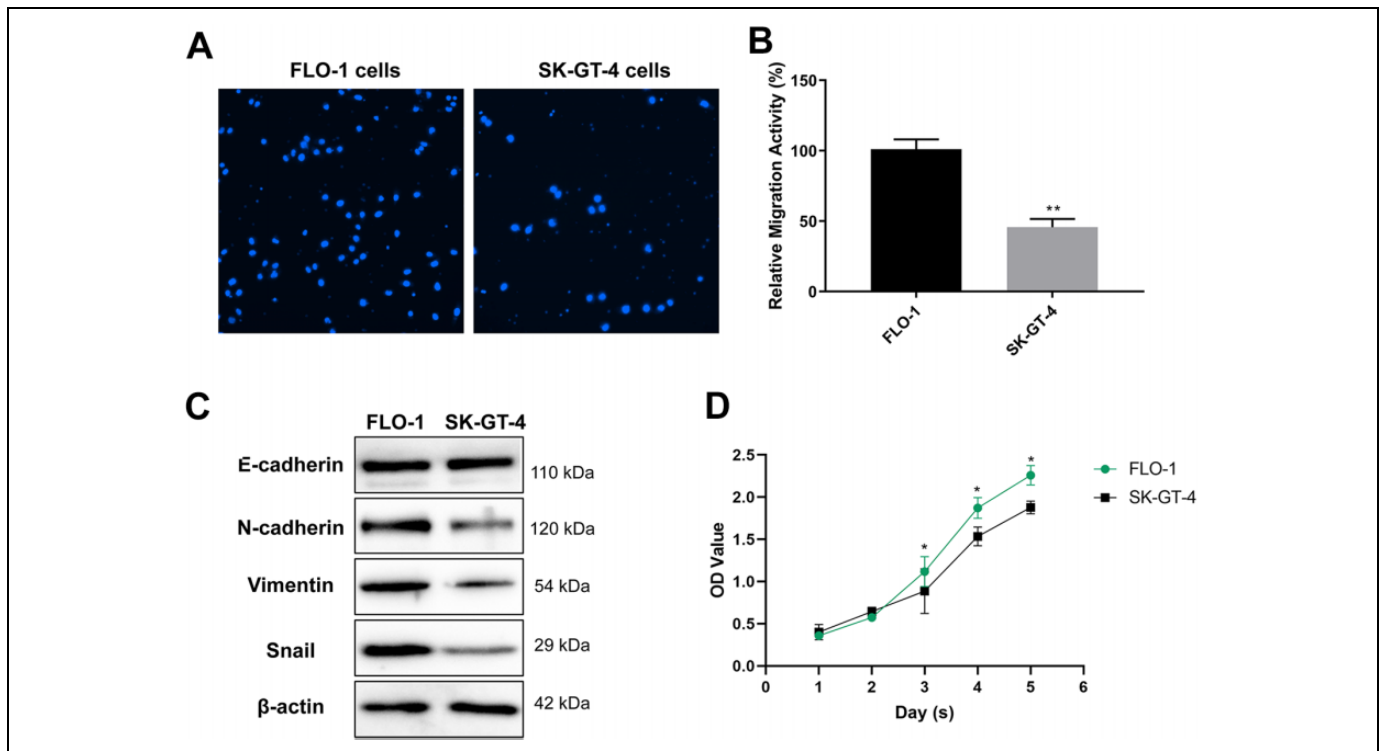 A
FLO-1 cells
SK-GT-4 cells
B
Relative Migration Activity (%)
150
100
50
0
**
FLO-1
SK-GT-4
C
FLO-1 SK-GT-4
E-cadherin 110 kDa
N-cadherin 120 kDa
Vimentin 54 kDa
Snail 29 kDa
β-actin 42 kDa
D
OD Value
2.5
2.0
1.5
1.0
0.5
0.0
*
*
*
0 1 2 3 4 5 6
Day (s)
FLO-1
SK-GT-4